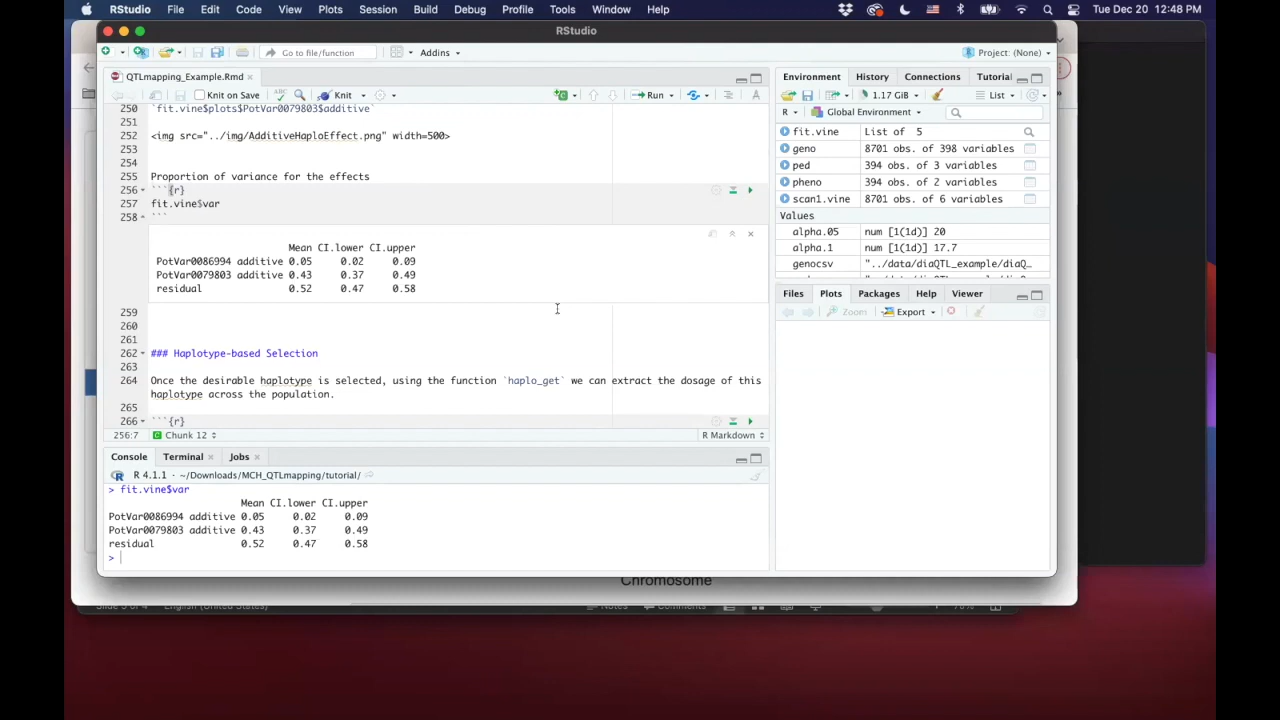 RStudio File Edit Code View Plots Session Build Debug Profile Tools Window Help Tue Dec 20 12:48 PM
RStudio
Go to file/function Addins Project: (None)
QTLmapping_Example.Rmd
Knit on Save Knit Run
250 `fit.vine$plots$PotVar0079803$additive`
251
252 <img src="../img/AdditiveHaploEffect.png" width=500>
253
254
255 Proportion of variance for the effects
256 ```{r}
257 fit.vine$var
258 ```
Mean CI.lower CI.upper
PotVar0086994 additive 0.05 0.02 0.09
PotVar0079803 additive 0.43 0.37 0.49
residual 0.52 0.47 0.58
259
260
261
262 ### Haplotype-based Selection
263
264 Once the desirable haplotype is selected, using the function `haplo_get` we can extract the dosage of this
haplotype across the population.
265
266 ```{r}
256:7 Chunk 12 R Markdown
Console Terminal Jobs
R 4.1.1 · ~/Downloads/MCH_QTLmapping/tutorial/
> fit.vine$var
Mean CI.lower CI.upper
PotVar0086994 additive 0.05 0.02 0.09
PotVar0079803 additive 0.43 0.37 0.49
residual 0.52 0.47 0.58
>
Environment History Connections Tutorial
1.17 GiB List
R Global Environment
fit.vine List of 5
geno 8701 obs. of 398 variables
ped 394 obs. of 3 variables
pheno 394 obs. of 2 variables
scan1.vine 8701 obs. of 6 variables
Values
alpha.05 num [1(1d)] 20
alpha.1 num [1(1d)] 17.7
genocsv "../data/diaQTL_example/diaQ…
Files Plots Packages Help Viewer
Zoom Export
Chromosome
English (United States) Notes Comments